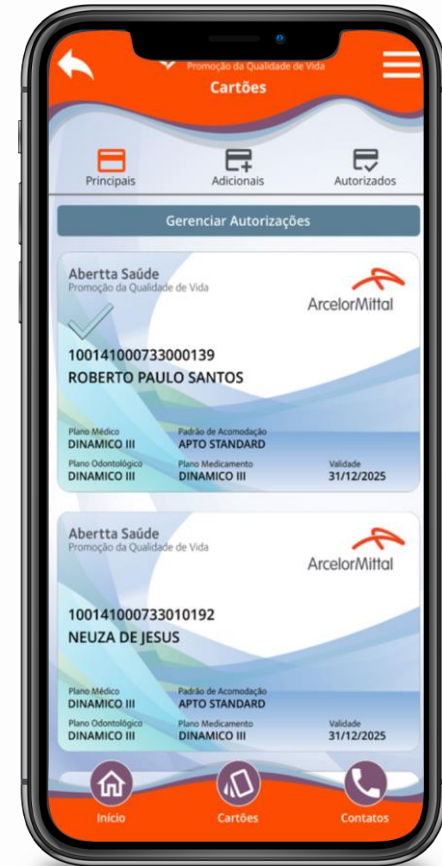 Promoção da Qualidade de Vida
Cartões
Principais Adicionais Autorizados
Gerenciar Autorizações
Abertta Saúde
Promoção da Qualidade de Vida
ArcelorMittal
100141000733000139
ROBERTO PAULO SANTOS
Plano Médico Padrão de Acomodação
DINAMICO III APTO STANDARD
Plano Odontológico Plano Medicamento Validade
DINAMICO III DINAMICO III 31/12/2025
Abertta Saúde
Promoção da Qualidade de Vida
ArcelorMittal
100141000733010192
NEUZA DE JESUS
Plano Médico Padrão de Acomodação
DINAMICO III APTO STANDARD
Plano Odontológico Plano Medicamento Validade
DINAMICO III DINAMICO III 31/12/2025
Início Cartões Contatos